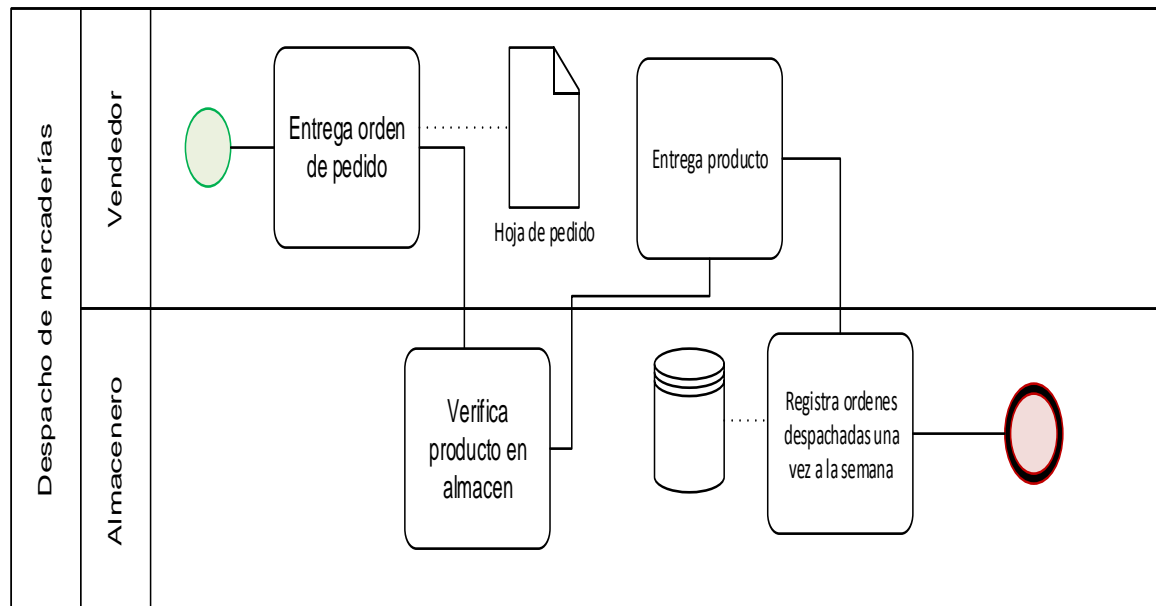 Despacho de mercaderías
Vendedor
Entrega orden
de pedido
Hoja de pedido
Entrega producto
Almacenero
Verifica
producto en
almacen
Registra ordenes
despachadas una
vez a la semana